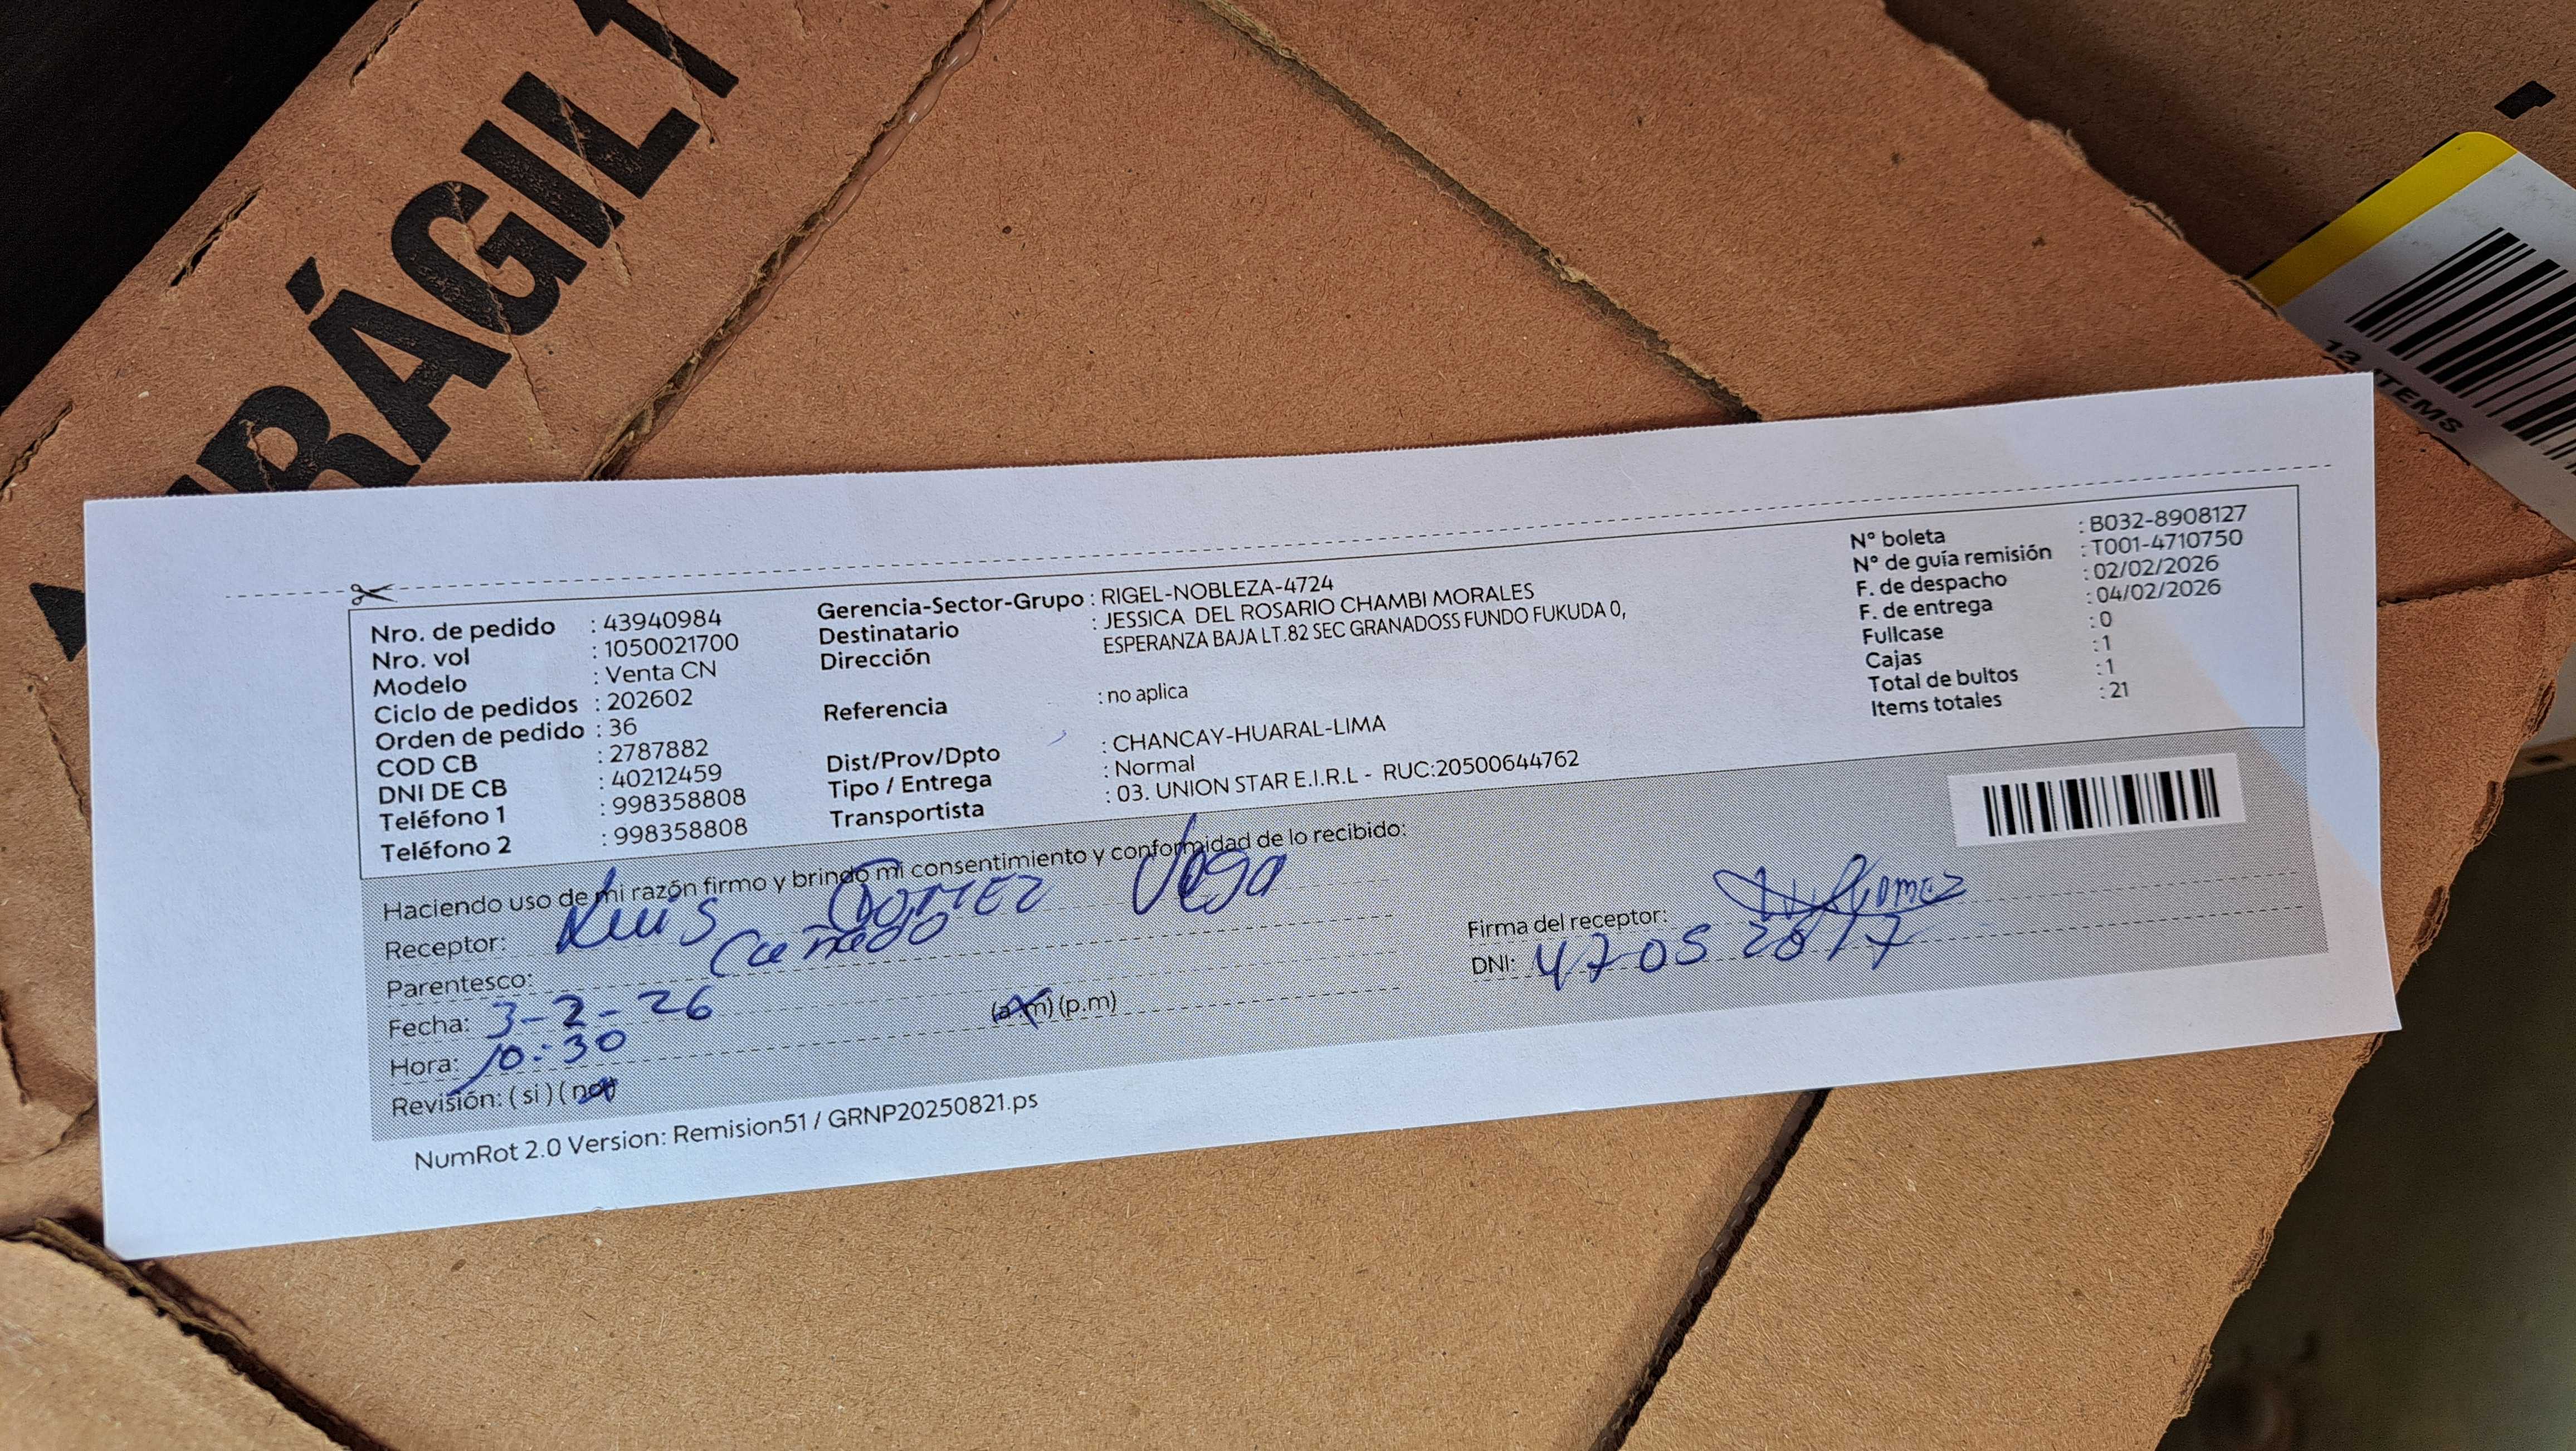 FRÁGIL 1
13 ITEMS
Nro. de pedido : 43940984
Nro. vol : 1050021700
Modelo : Venta CN
Ciclo de pedidos : 202602
Orden de pedido : 36
COD CB : 2787882
DNI DE CB : 40212459
Teléfono 1 : 998358808
Teléfono 2 : 998358808
Gerencia-Sector-Grupo : RIGEL-NOBLEZA-4724
Destinatario : JESSICA DEL ROSARIO CHAMBI MORALES
Dirección ESPERANZA BAJA LT.82 SEC GRANADOSS FUNDO FUKUDA 0,
Referencia : no aplica
Dist/Prov/Dpto : CHANCAY-HUARAL-LIMA
Tipo / Entrega : Normal
Transportista : 03. UNION STAR E.I.R.L - RUC:20500644762
N° boleta : B032-8908127
N° de guía remisión : T001-4710750
F. de despacho : 02/02/2026
F. de entrega : 04/02/2026
Fullcase : 0
Cajas : 1
Total de bultos : 1
Items totales : 21
Haciendo uso de mi razón firmo y brindo mi consentimiento y conformidad de lo recibido:
Receptor: Luis GOMEZ Vega
Parentesco: Cuñado
Fecha: 3-2-26
Hora: 10:30 (a.m) (p.m)
Revisión: (si) (no)
Firma del receptor: Gomez
DNI: 47052017
NumRot 2.0 Version: Remision51 / GRNP20250821.ps